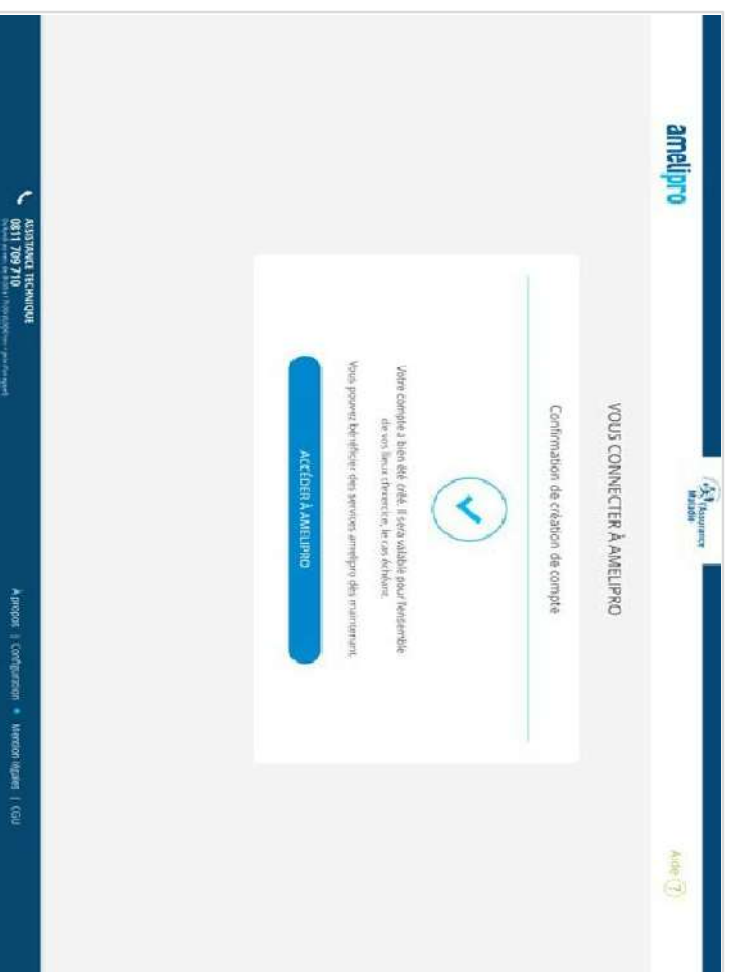 l'Assurance
Maladie
amelipro
Aide ?
VOUS CONNECTER À AMELIPRO
Confirmation de création de compte
Votre compte a bien été créé. Il sera valable pour l'ensemble
de vos lieux d'exercice, le cas échéant.
Vous pouvez bénéficier des services amelipro dès maintenant.
ACCÉDER À AMELIPRO
ASSISTANCE TECHNIQUE
0811 709 710
À propos | Configuration Mention légales | CGU